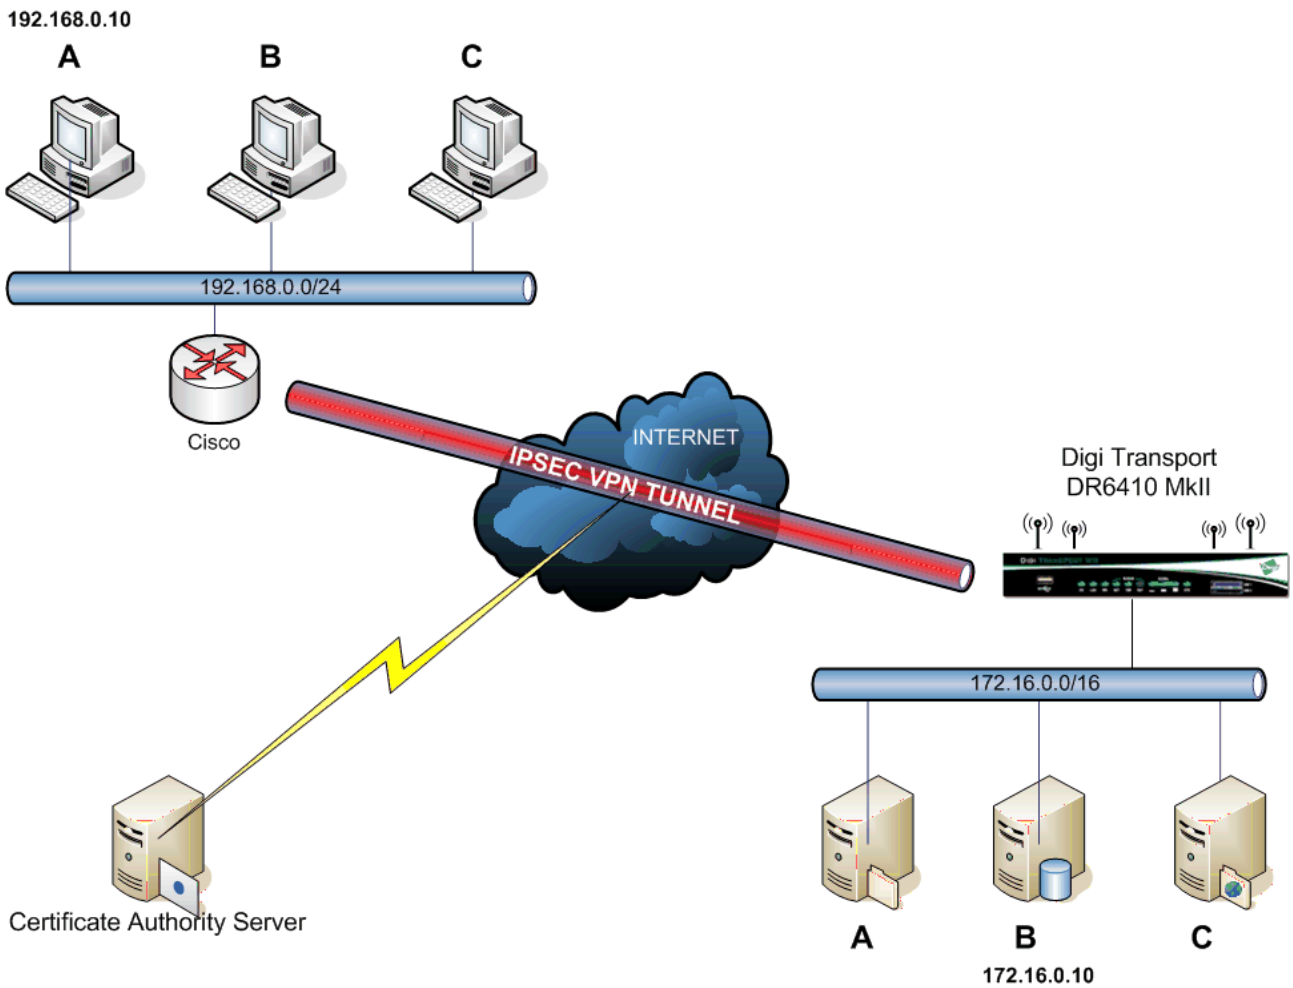 192.168.0.10
A
B
C
192.168.0.0/24
Cisco
INTERNET
IPSEC VPN TUNNEL
Digi Transport
DR6410 MkII
172.16.0.0/16
Certificate Authority Server
A
B
C
172.16.0.10